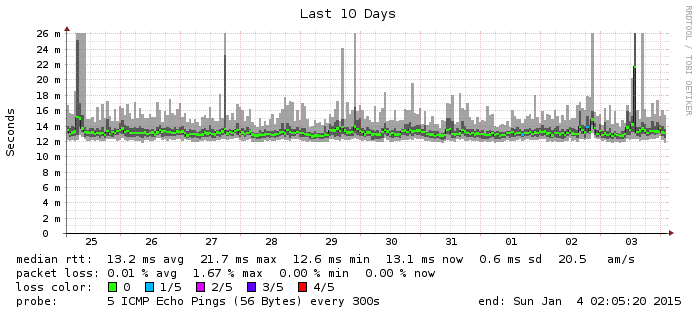 Last 10 Days
RRDTOOL / TOBI OETIKER
Seconds
26 m
24 m
22 m
20 m
18 m
16 m
14 m
12 m
10 m
8 m
6 m
4 m
2 m
0
25 26 27 28 29 30 31 01 02 03
median rtt: 13.2 ms avg 21.7 ms max 12.6 ms min 13.1 ms now 0.6 ms sd 20.5 am/s
packet loss: 0.01 % avg 1.67 % max 0.00 % min 0.00 % now
loss color: 0 1/5 2/5 3/5 4/5
probe: 5 ICMP Echo Pings (56 Bytes) every 300s end: Sun Jan 4 02:05:20 2015